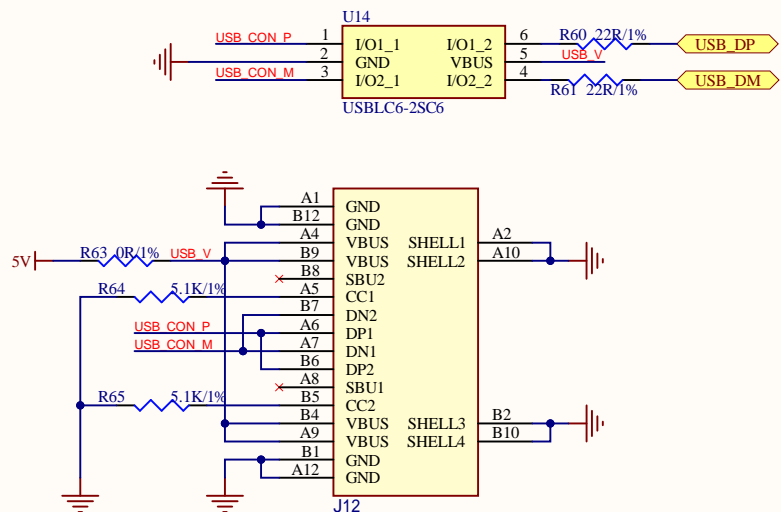 U14
USB_CON_P 1 I/O1_1 I/O1_2 6 R60 22R/1% USB_DP
2 GND VBUS 5 USB_V
USB_CON_M 3 I/O2_1 I/O2_2 4 R61 22R/1% USB_DM
USBLC6-2SC6
A1 GND
B12 GND
A4 VBUS SHELL1 A2
5V R63 0R/1% USB_V B9 VBUS SHELL2 A10
B8 SBU2
R64 5.1K/1% A5 CC1
B7 DN2
USB_CON_P A6 DP1
USB_CON_M A7 DN1
B6 DP2
A8 SBU1
R65 5.1K/1% B5 CC2
B4 VBUS SHELL3 B2
A9 VBUS SHELL4 B10
B1 GND
A12 GND
J12